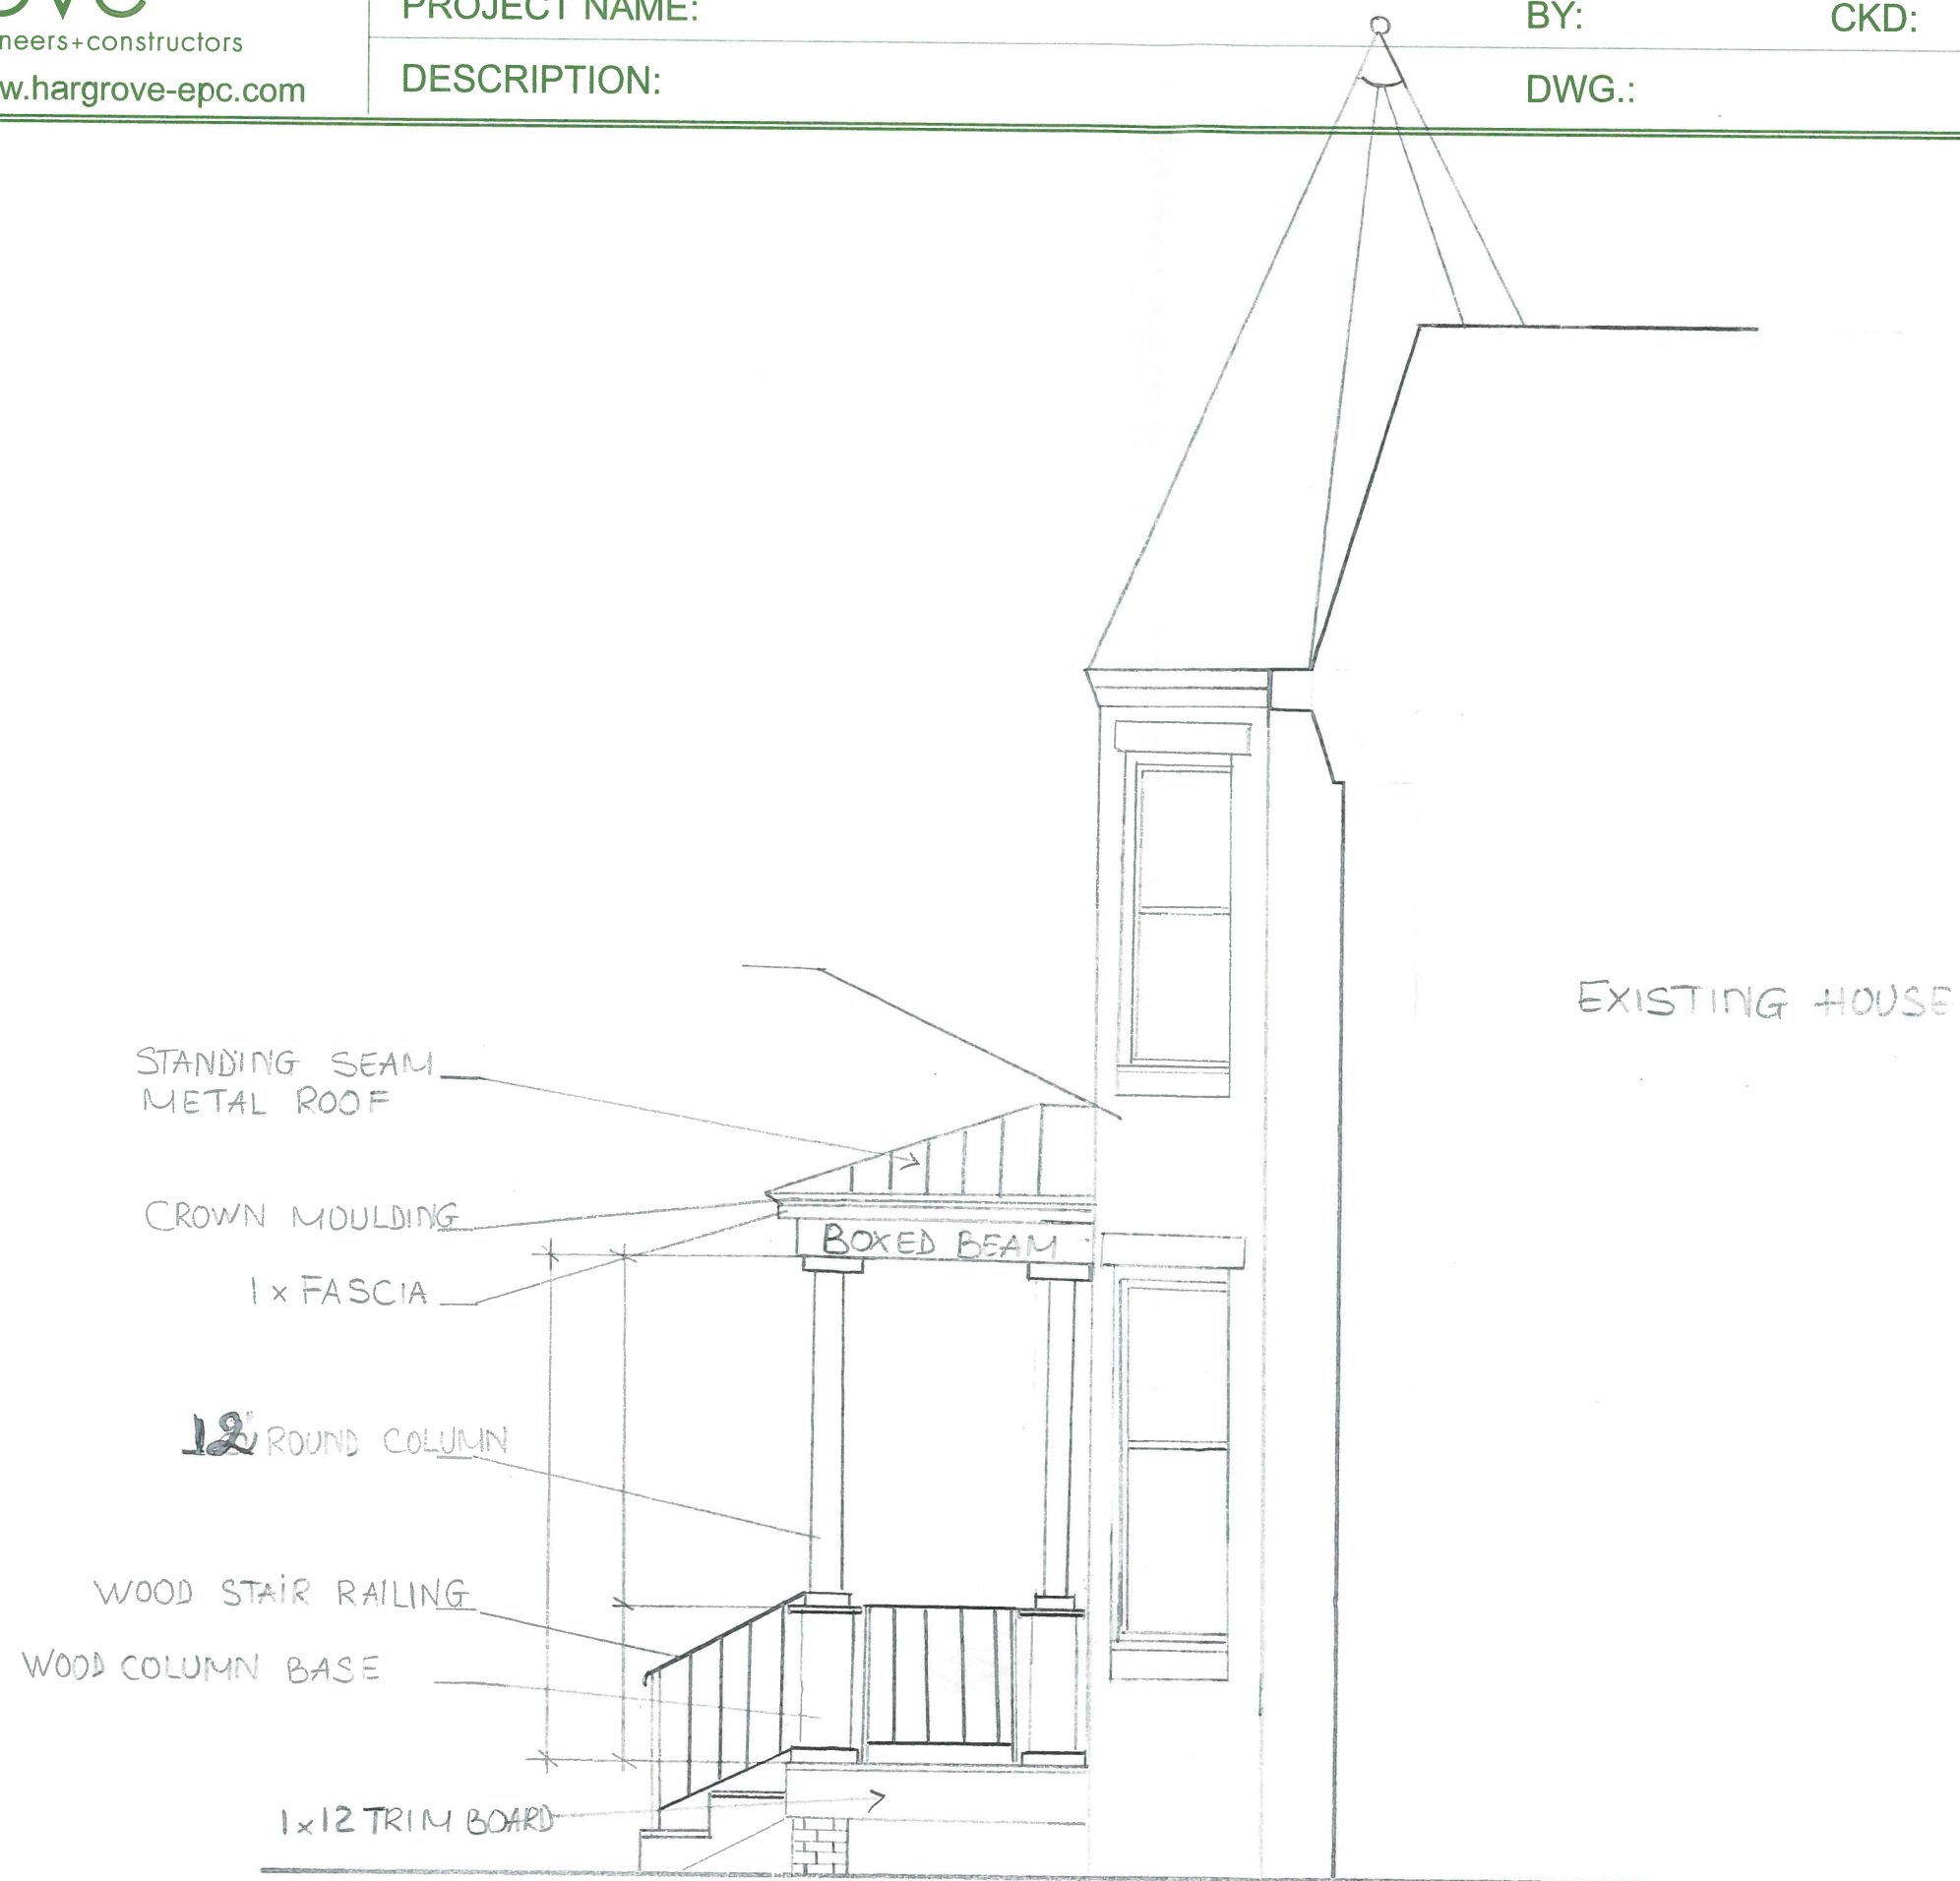 PROJECT NAME:
BY:
CKD:
neers+constructors
w.hargrove-epc.com
DESCRIPTION:
DWG.:
EXISTING HOUSE
STANDING SEAM
METAL ROOF
CROWN MOULDING
BOXED BEAM
1 x FASCIA
12" ROUND COLUMN
WOOD STAIR RAILING
WOOD COLUMN BASE
1x12 TRIM BOARD